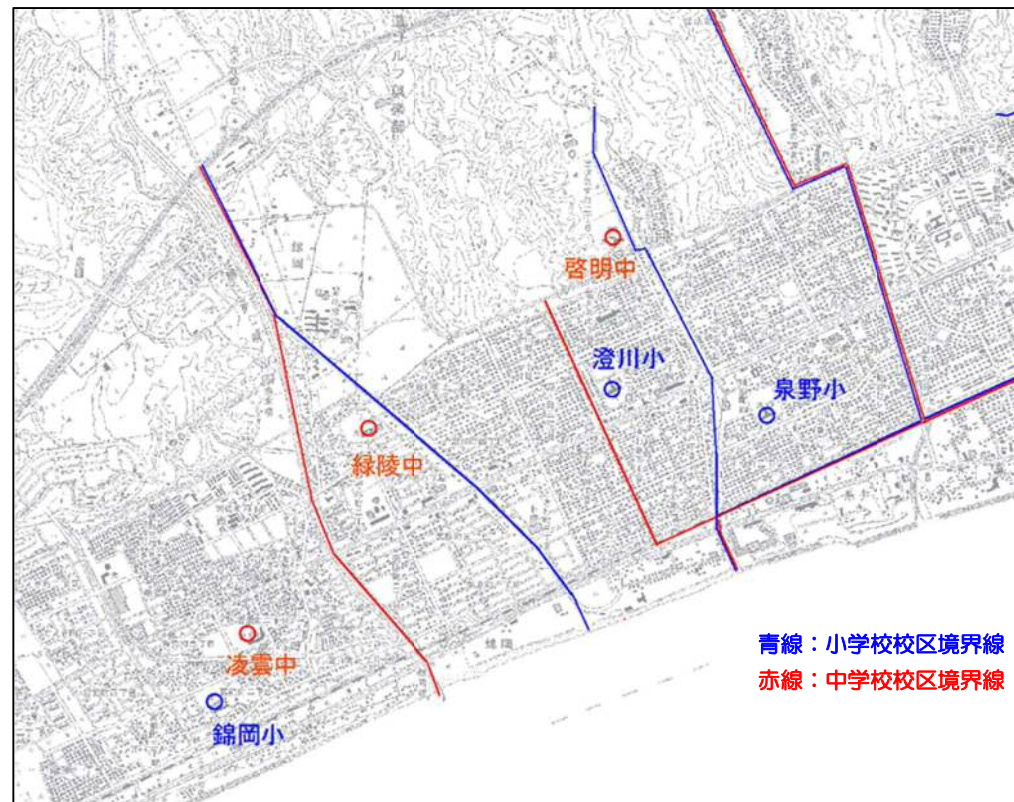 啓明中
澄川小
泉野小
緑陵中
凌雲中
錦岡小
青線：小学校校区境界線
赤線：中学校校区境界線